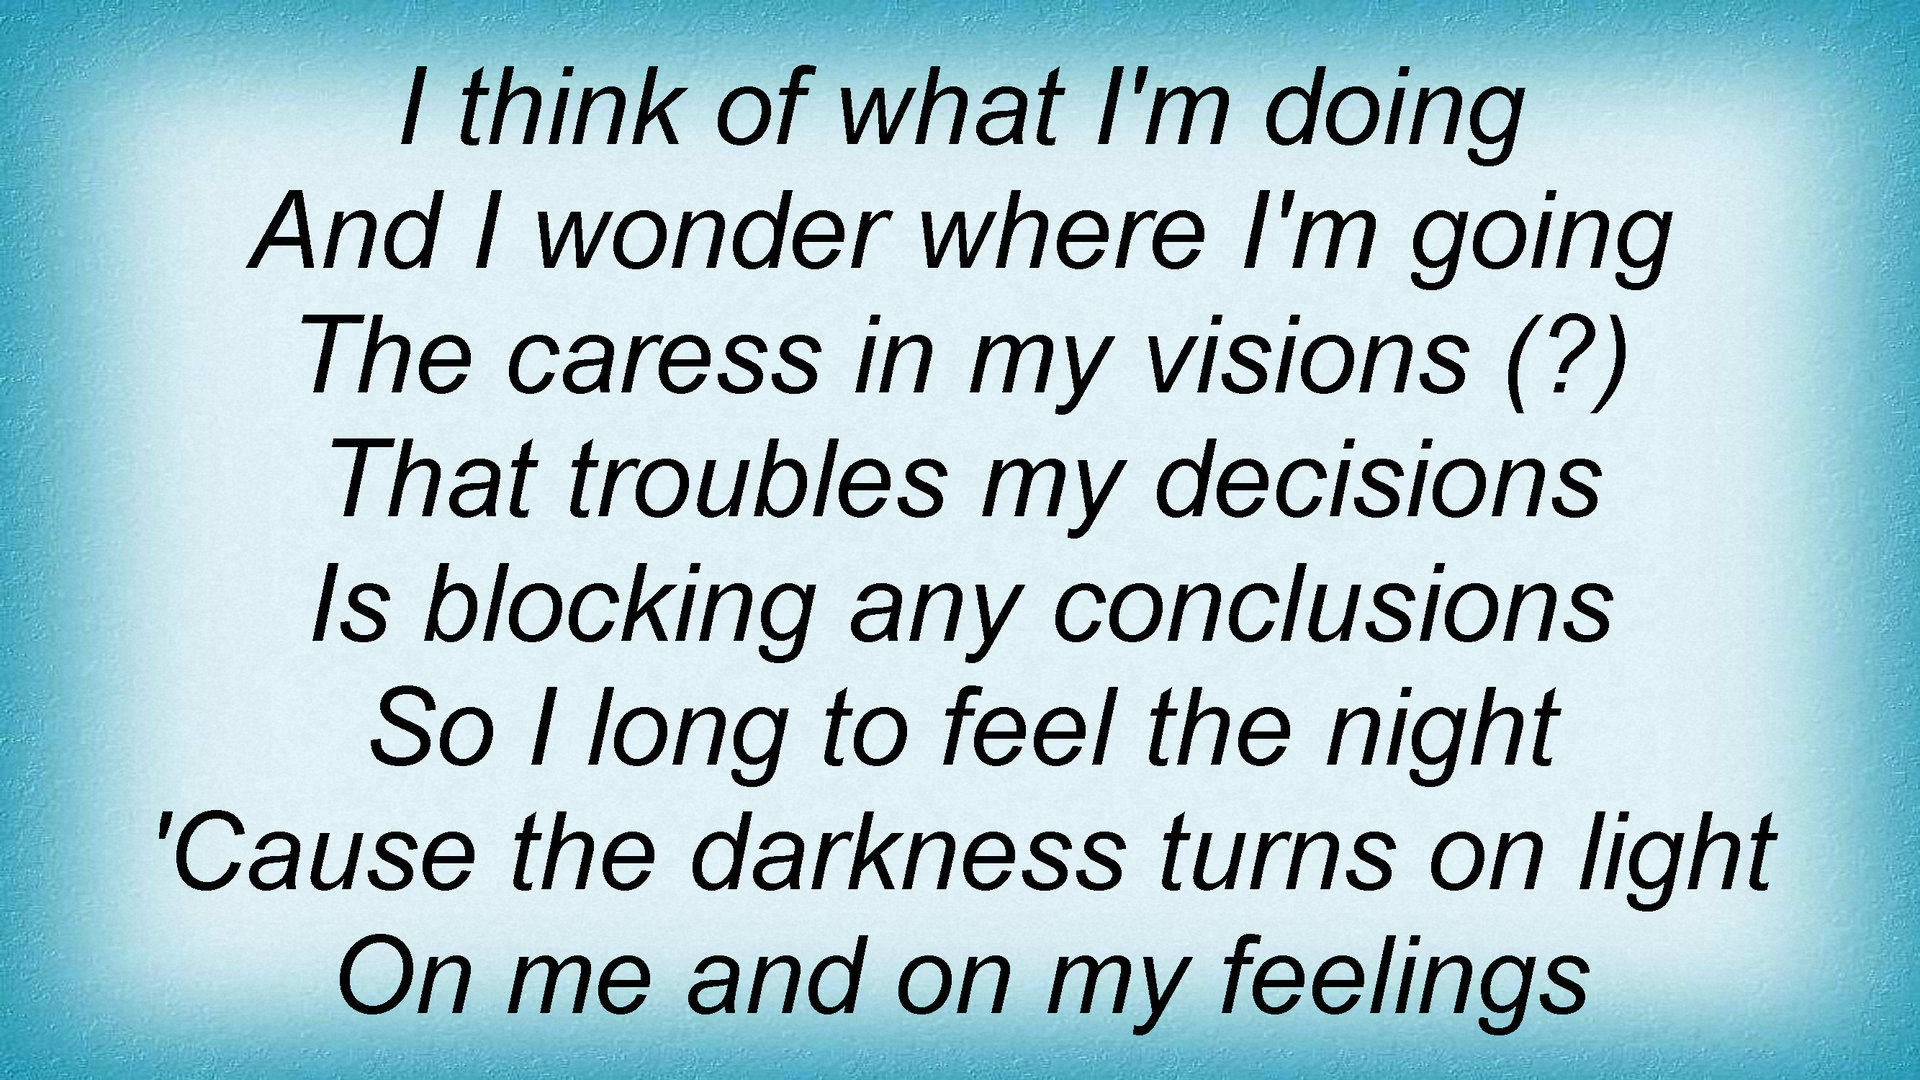 I think of what I'm doing
And I wonder where I'm going
The caress in my visions (?)
That troubles my decisions
Is blocking any conclusions
So I long to feel the night
'Cause the darkness turns on light
On me and on my feelings